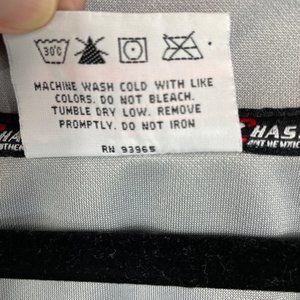 30°C
MACHINE WASH COLD WITH LIKE
COLORS. DO NOT BLEACH.
TUMBLE DRY LOW. REMOVE
PROMPTLY. DO NOT IRON
RN 93965